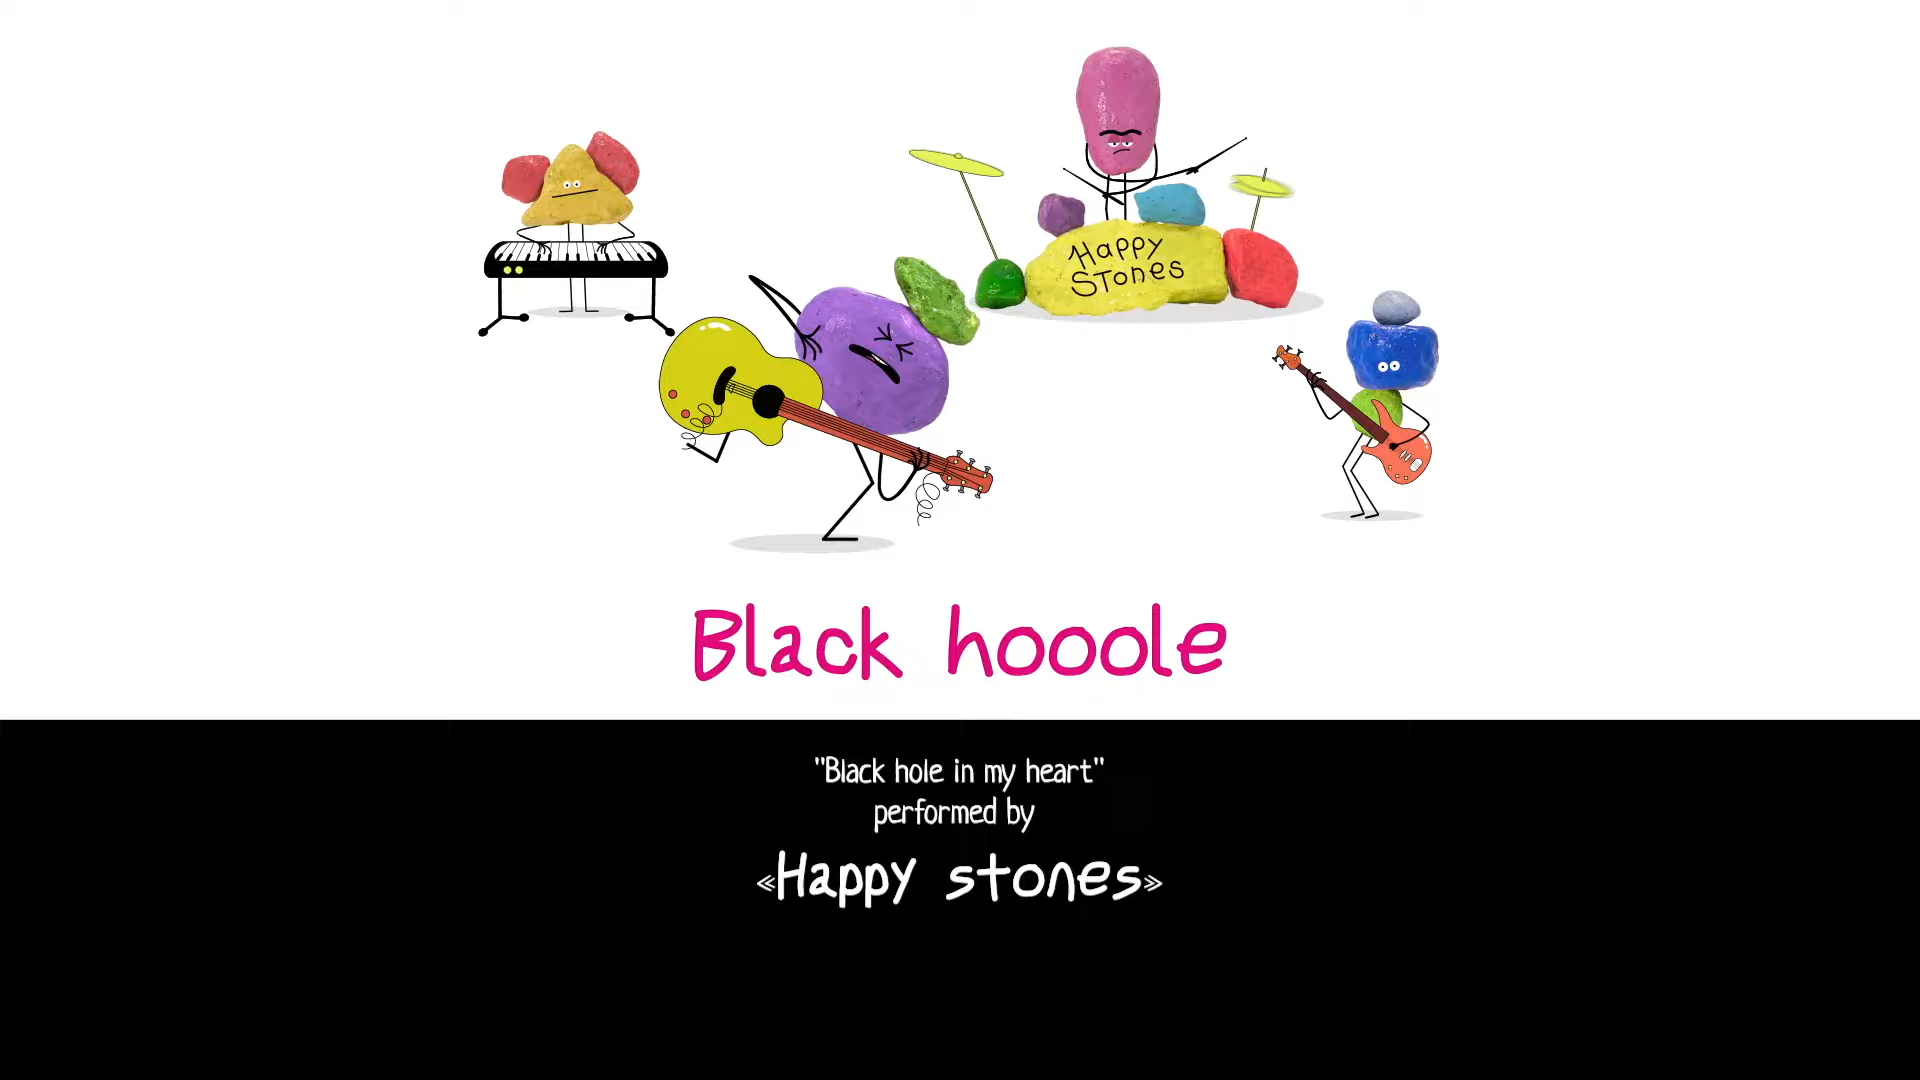 Happy
STones
Black hooole
"Black hole in my heart"
performed by
«Happy stones»